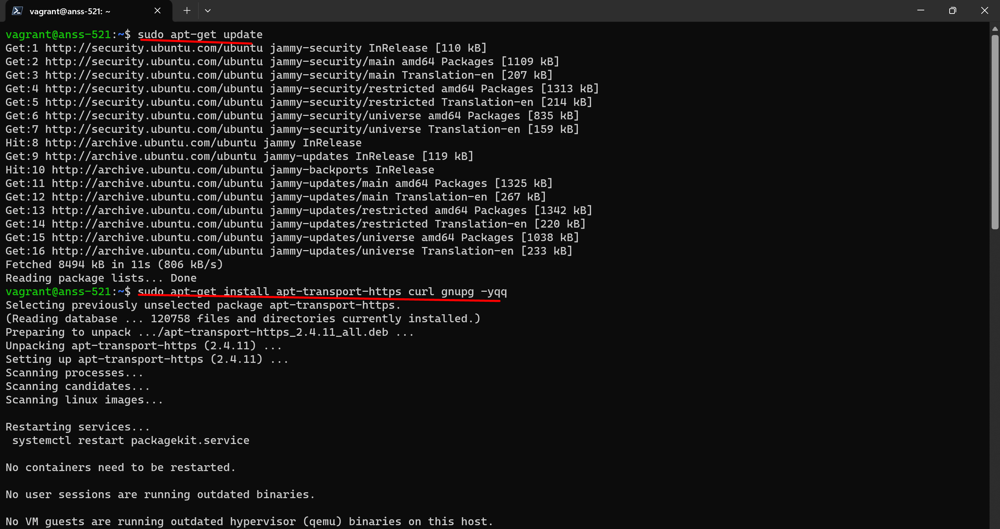 vagrant@anss-521: ~
vagrant@anss-521:~$ sudo apt-get update
Get:1 http://security.ubuntu.com/ubuntu jammy-security InRelease [110 kB]
Get:2 http://security.ubuntu.com/ubuntu jammy-security/main amd64 Packages [1109 kB]
Get:3 http://security.ubuntu.com/ubuntu jammy-security/main Translation-en [207 kB]
Get:4 http://security.ubuntu.com/ubuntu jammy-security/restricted amd64 Packages [1313 kB]
Get:5 http://security.ubuntu.com/ubuntu jammy-security/restricted Translation-en [214 kB]
Get:6 http://security.ubuntu.com/ubuntu jammy-security/universe amd64 Packages [835 kB]
Get:7 http://security.ubuntu.com/ubuntu jammy-security/universe Translation-en [159 kB]
Hit:8 http://archive.ubuntu.com/ubuntu jammy InRelease
Get:9 http://archive.ubuntu.com/ubuntu jammy-updates InRelease [119 kB]
Hit:10 http://archive.ubuntu.com/ubuntu jammy-backports InRelease
Get:11 http://archive.ubuntu.com/ubuntu jammy-updates/main amd64 Packages [1325 kB]
Get:12 http://archive.ubuntu.com/ubuntu jammy-updates/main Translation-en [267 kB]
Get:13 http://archive.ubuntu.com/ubuntu jammy-updates/restricted amd64 Packages [1342 kB]
Get:14 http://archive.ubuntu.com/ubuntu jammy-updates/restricted Translation-en [220 kB]
Get:15 http://archive.ubuntu.com/ubuntu jammy-updates/universe amd64 Packages [1038 kB]
Get:16 http://archive.ubuntu.com/ubuntu jammy-updates/universe Translation-en [233 kB]
Fetched 8494 kB in 11s (806 kB/s)
Reading package lists... Done
vagrant@anss-521:~$ sudo apt-get install apt-transport-https curl gnupg -yqq
Selecting previously unselected package apt-transport-https.
(Reading database ... 120758 files and directories currently installed.)
Preparing to unpack .../apt-transport-https_2.4.11_all.deb ...
Unpacking apt-transport-https (2.4.11) ...
Setting up apt-transport-https (2.4.11) ...
Scanning processes...
Scanning candidates...
Scanning linux images...
Restarting services...
 systemctl restart packagekit.service
No containers need to be restarted.
No user sessions are running outdated binaries.
No VM guests are running outdated hypervisor (qemu) binaries on this host.